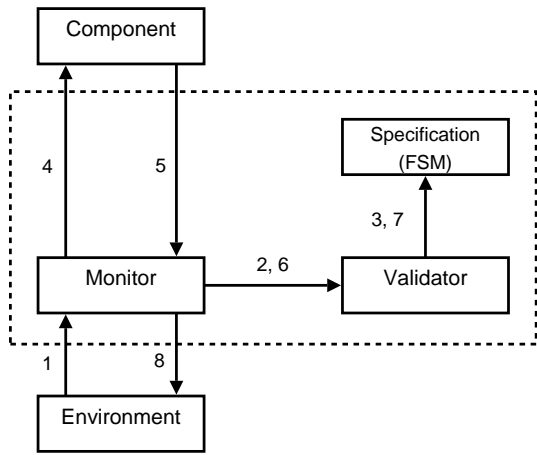 Component
Specification
(FSM)
4
5
3, 7
2, 6
Monitor
Validator
1
8
Environment